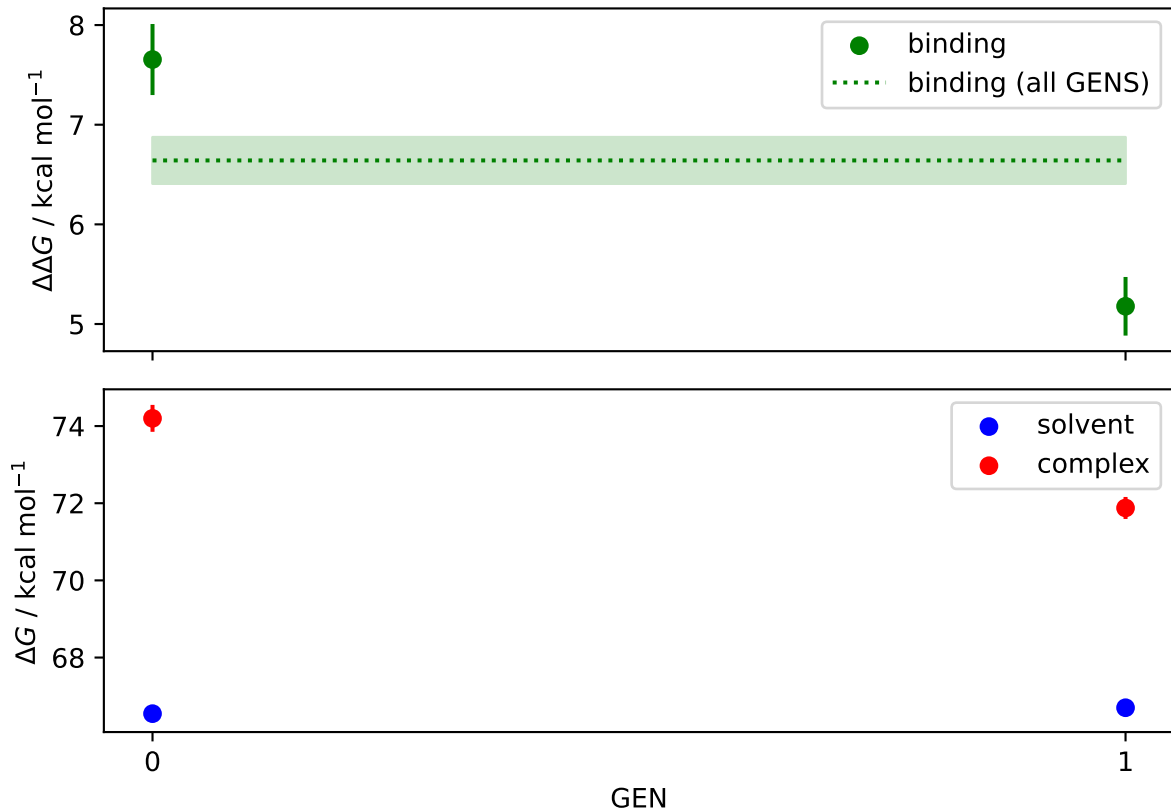 8
7
6
5
ΔΔG / kcal mol⁻¹
binding
binding (all GENS)
74
72
70
68
ΔG / kcal mol⁻¹
solvent
complex
0
1
GEN